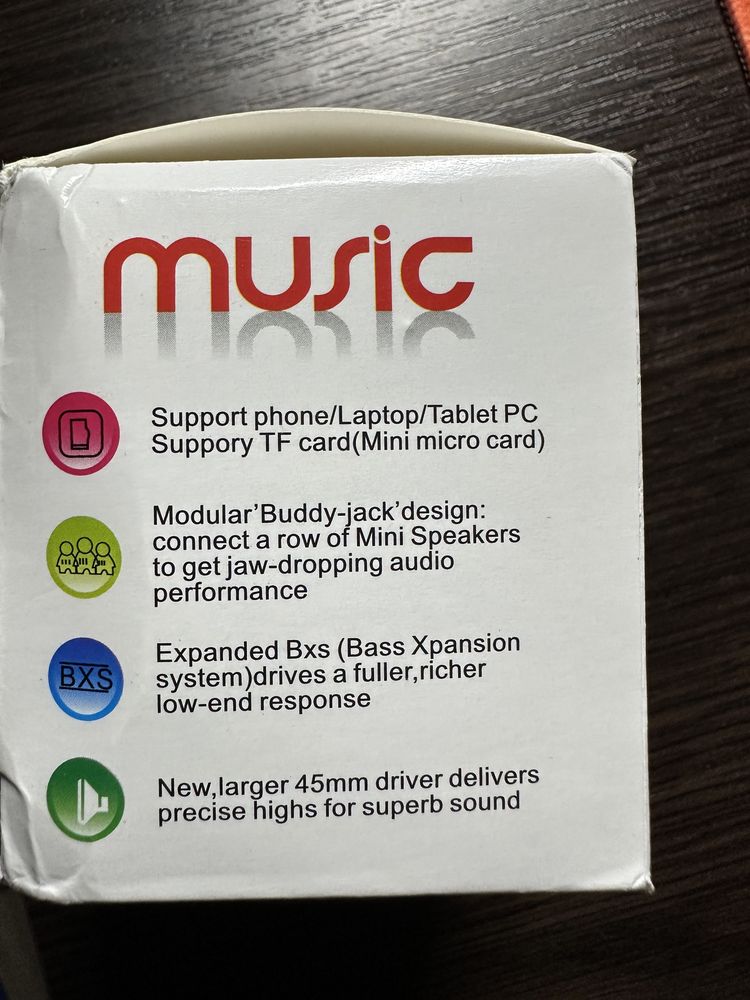 music
Support phone/Laptop/Tablet PC
Suppory TF card(Mini micro card)
Modular'Buddy-jack'design:
connect a row of Mini Speakers
to get jaw-dropping audio
performance
BXS
Expanded Bxs (Bass Xpansion
system)drives a fuller,richer
low-end response
New,larger 45mm driver delivers
precise highs for superb sound